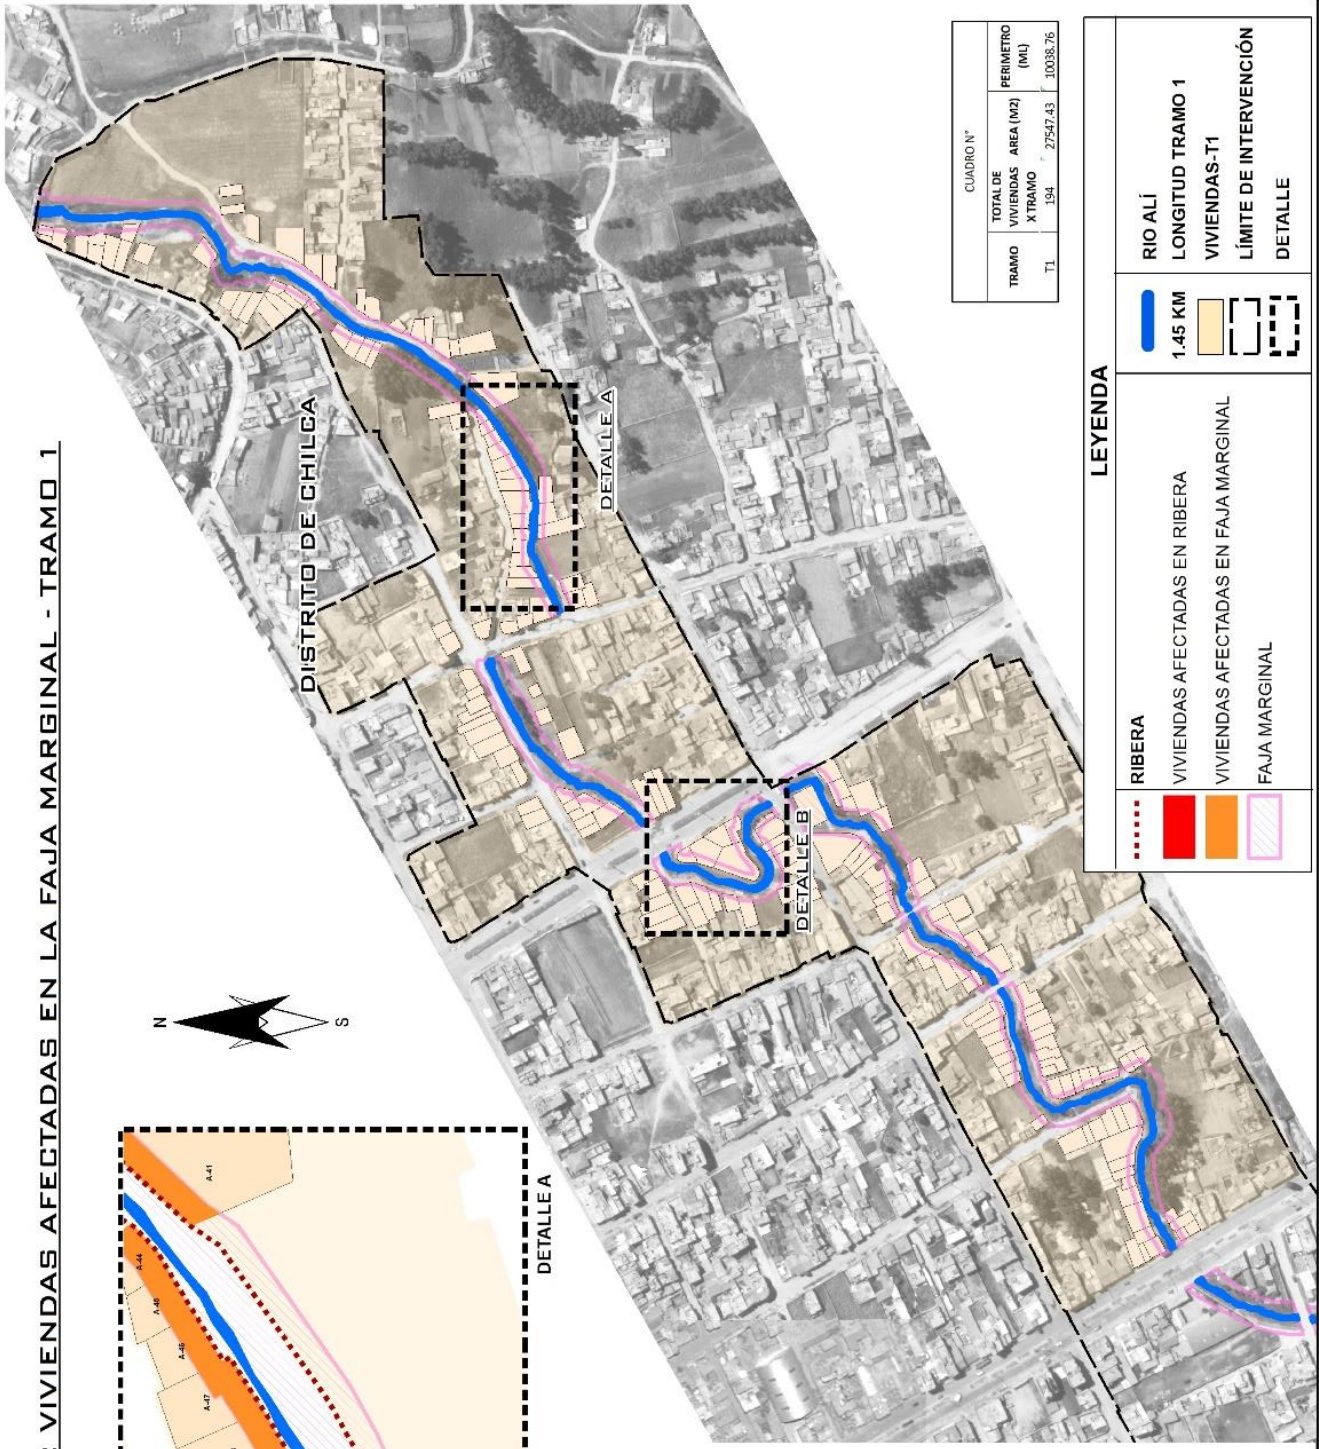 VIVIENDAS AFECTADAS EN LA FAJA MARGINAL - TRAMO 1
N
S
A-41
A-44
A-46
A-47
DETALLE A
DISTRITO DE CHILCA
DETALLE A
DETALLE B
CUADRO N°
TRAMO
TOTAL DE VIVIENDAS X TRAMO
AREA (M2)
PERIMETRO (ML)
T1 194 27547.43 10038.76
LEYENDA
RIBERA
VIVIENDAS AFECTADAS EN RIBERA
VIVIENDAS AFECTADAS EN FAJA MARGINAL
FAJA MARGINAL
RIO ALÍ
1.45 KM LONGITUD TRAMO 1
VIVIENDAS-T1
LÍMITE DE INTERVENCIÓN
DETALLE